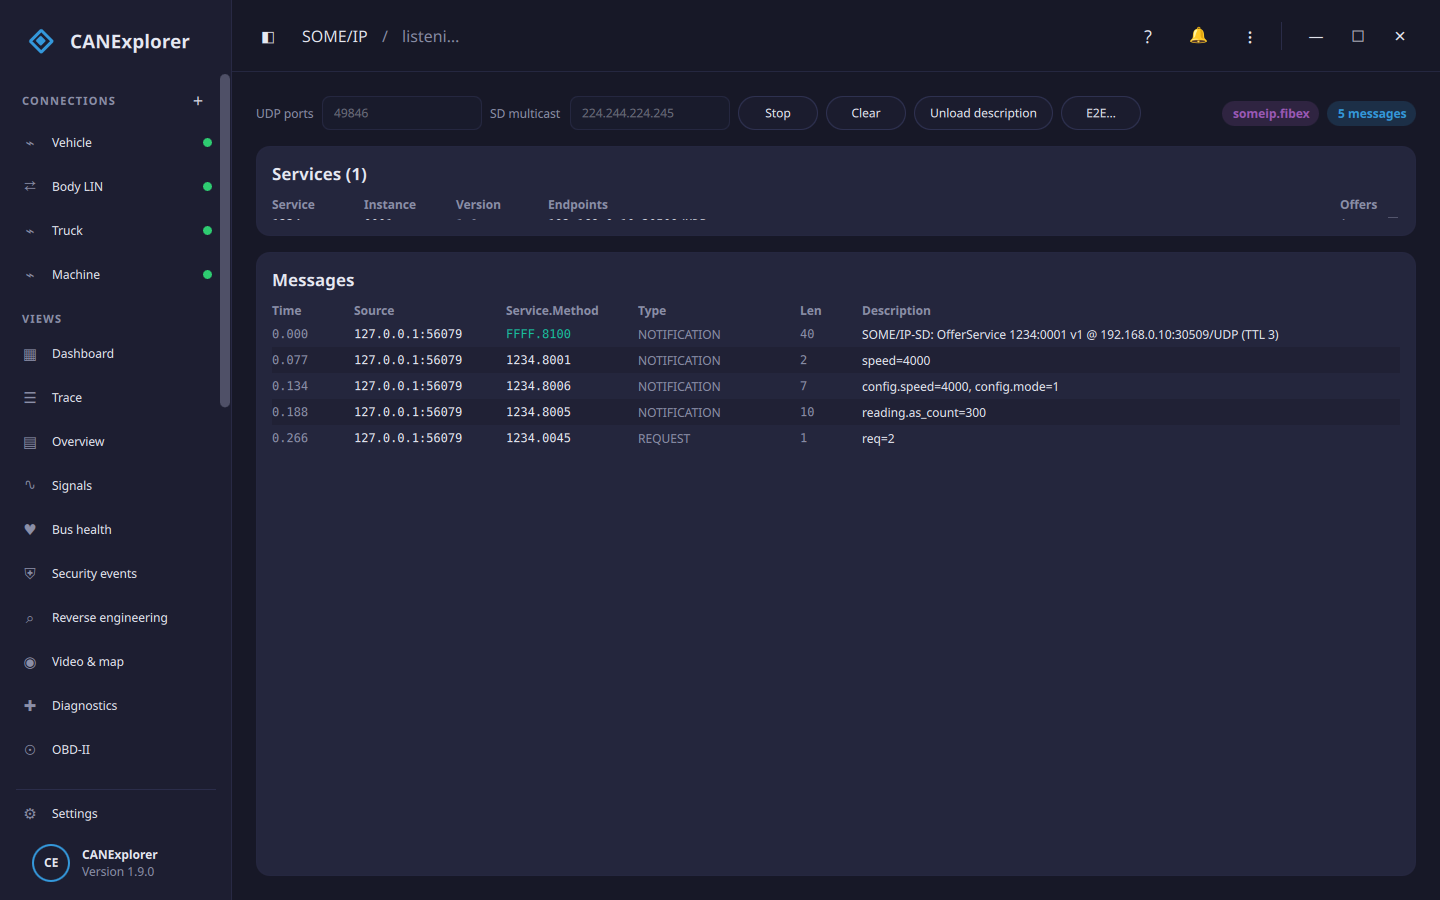 CANExplorer
CONNECTIONS +
Vehicle
Body LIN
Truck
Machine
VIEWS
Dashboard
Trace
Overview
Signals
Bus health
Security events
Reverse engineering
Video & map
Diagnostics
OBD-II
Settings
CE
CANExplorer
Version 1.9.0
SOME/IP / listeni...
?
UDP ports 49846 SD multicast 224.244.224.245 Stop Clear Unload description E2E... someip.fibex 5 messages
Services (1)
Service Instance Version Endpoints Offers
Messages
Time Source Service.Method Type Len Description
0.000 127.0.0.1:56079 FFFF.8100 NOTIFICATION 40 SOME/IP-SD: OfferService 1234:0001 v1 @ 192.168.0.10:30509/UDP (TTL 3)
0.077 127.0.0.1:56079 1234.8001 NOTIFICATION 2 speed=4000
0.134 127.0.0.1:56079 1234.8006 NOTIFICATION 7 config.speed=4000, config.mode=1
0.188 127.0.0.1:56079 1234.8005 NOTIFICATION 10 reading.as_count=300
0.266 127.0.0.1:56079 1234.0045 REQUEST 1 req=2